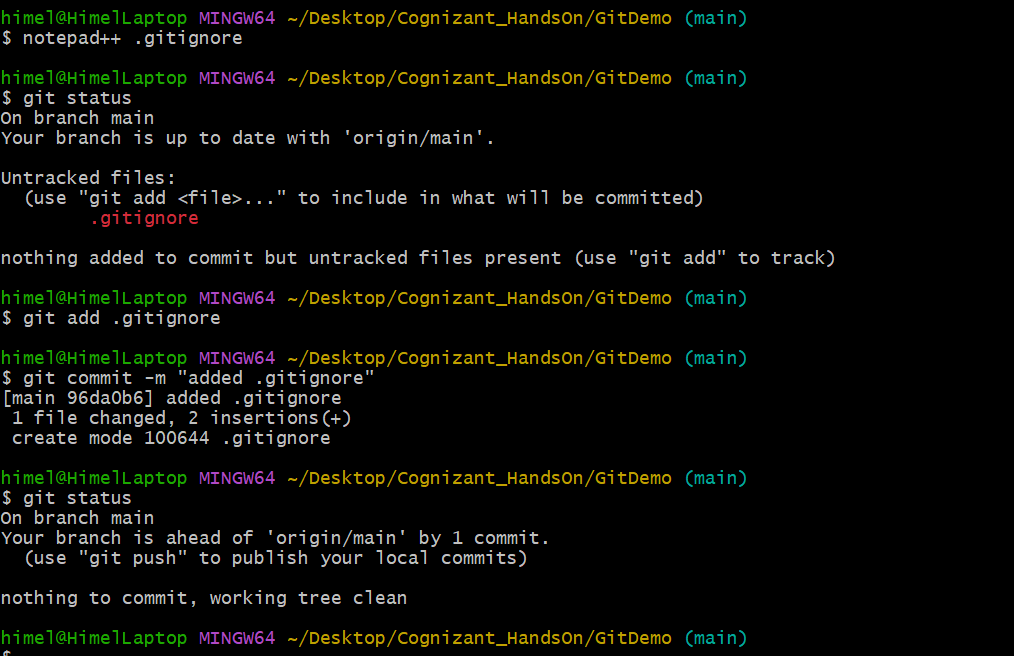 himel@HimelLaptop MINGW64 ~/Desktop/Cognizant_HandsOn/GitDemo (main)
$ notepad++ .gitignore
himel@HimelLaptop MINGW64 ~/Desktop/Cognizant_HandsOn/GitDemo (main)
$ git status
On branch main
Your branch is up to date with 'origin/main'.
Untracked files:
  (use "git add <file>..." to include in what will be committed)
        .gitignore
nothing added to commit but untracked files present (use "git add" to track)
himel@HimelLaptop MINGW64 ~/Desktop/Cognizant_HandsOn/GitDemo (main)
$ git add .gitignore
himel@HimelLaptop MINGW64 ~/Desktop/Cognizant_HandsOn/GitDemo (main)
$ git commit -m "added .gitignore"
[main 96da0b6] added .gitignore
 1 file changed, 2 insertions(+)
 create mode 100644 .gitignore
himel@HimelLaptop MINGW64 ~/Desktop/Cognizant_HandsOn/GitDemo (main)
$ git status
On branch main
Your branch is ahead of 'origin/main' by 1 commit.
  (use "git push" to publish your local commits)
nothing to commit, working tree clean
himel@HimelLaptop MINGW64 ~/Desktop/Cognizant_HandsOn/GitDemo (main)
$